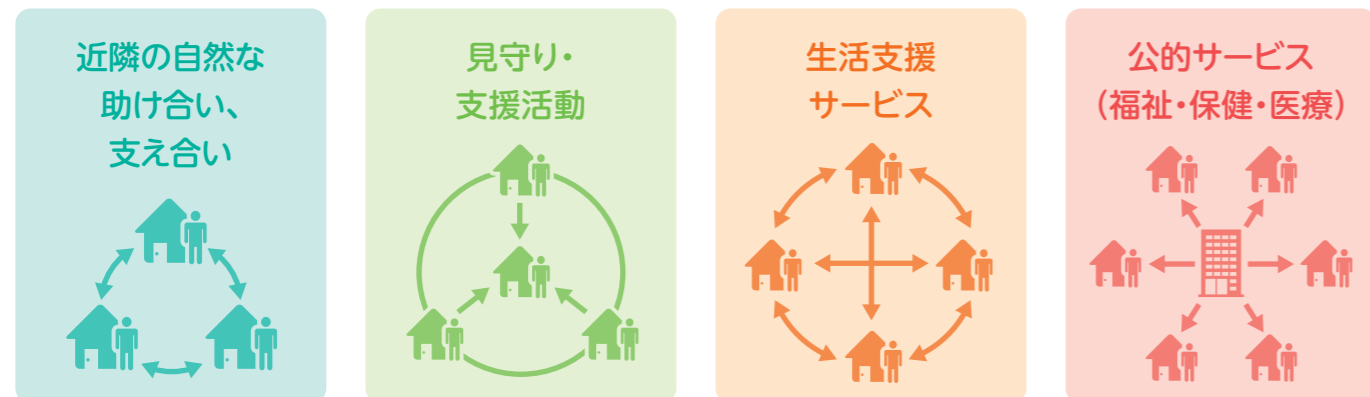 近隣の自然な
助け合い、
支え合い
見守り・
支援活動
生活支援
サービス
公的サービス
（福祉・保健・医療）